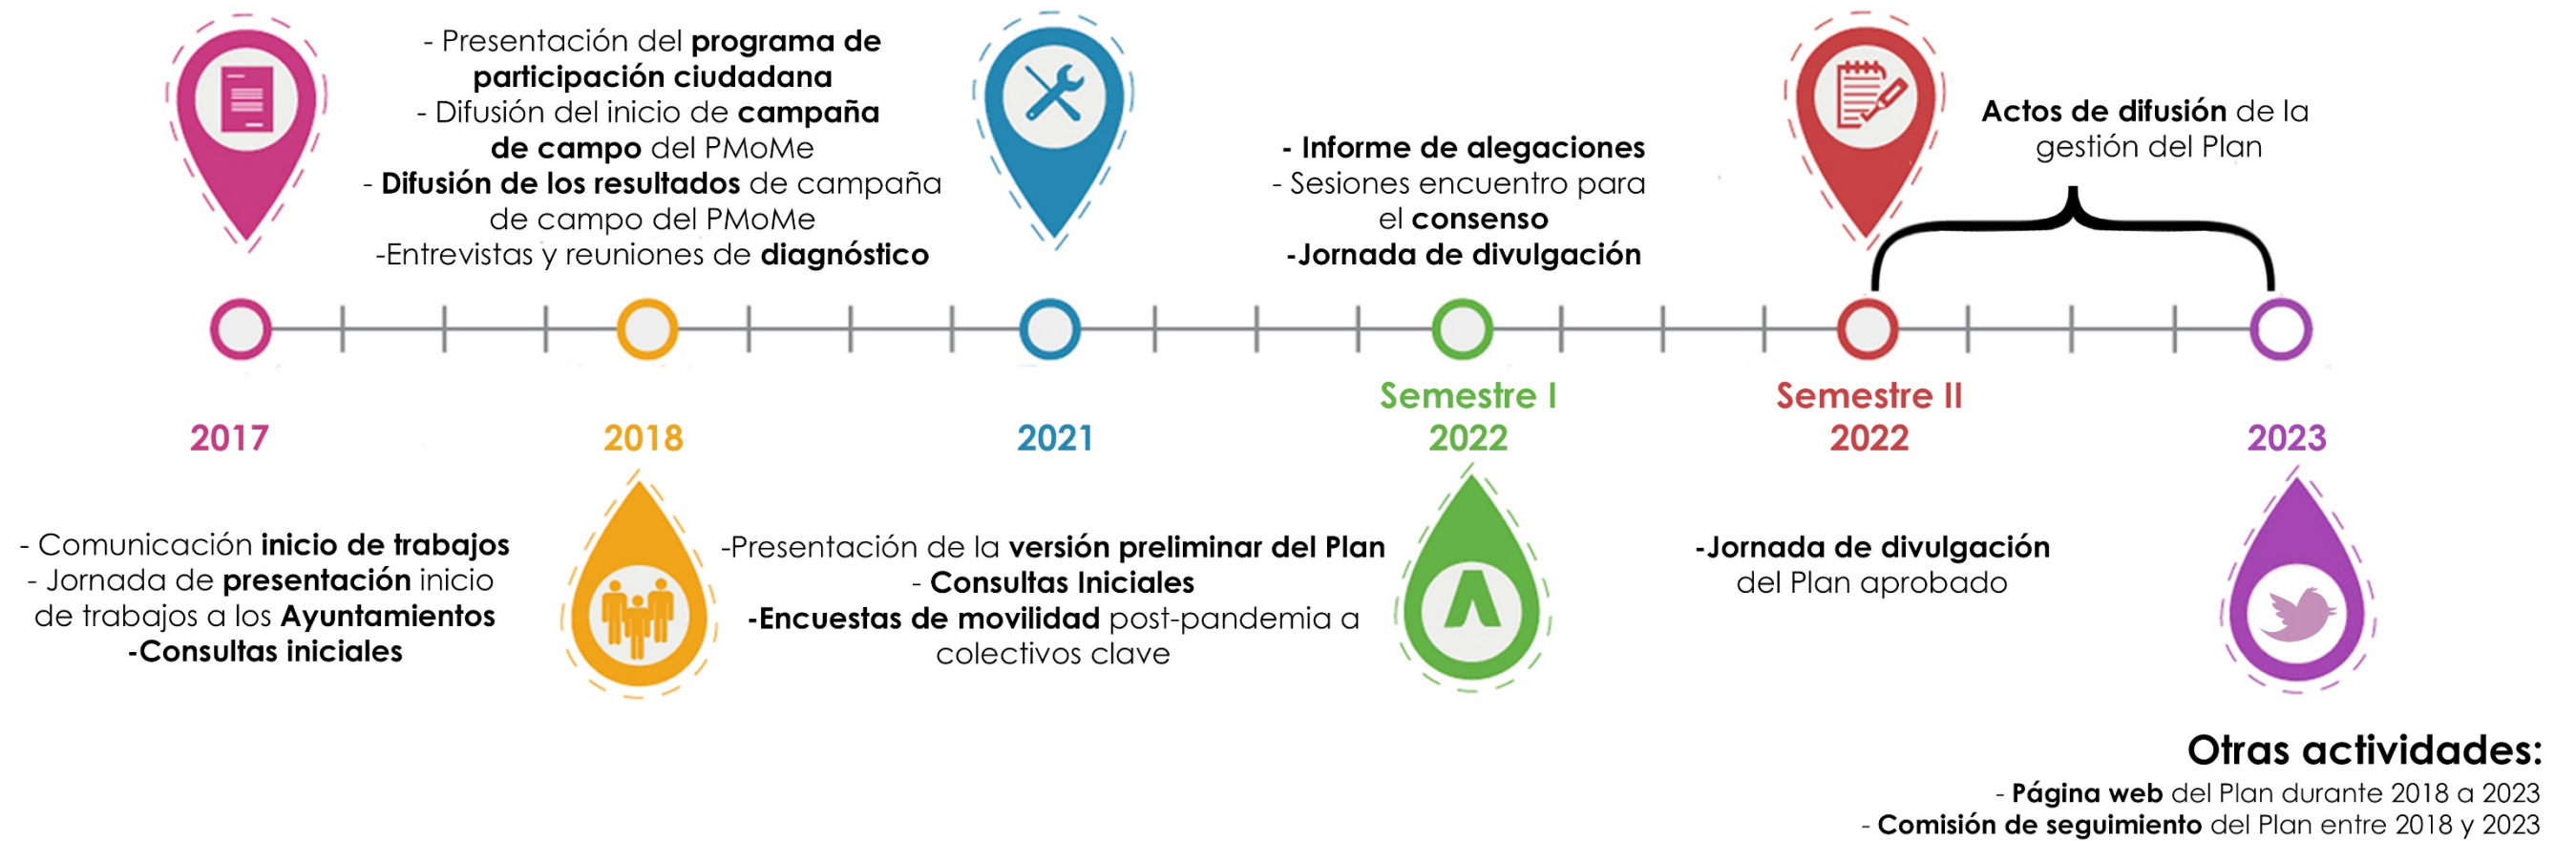 - Presentación del programa de
participación ciudadana
- Difusión del inicio de campaña
de campo del PMoMe
- Difusión de los resultados de campaña
de campo del PMoMe
-Entrevistas y reuniones de diagnóstico
- Informe de alegaciones
- Sesiones encuentro para
el consenso
-Jornada de divulgación
Actos de difusión de la
gestión del Plan
2017
2018
2021
Semestre I
2022
Semestre II
2022
2023
- Comunicación inicio de trabajos
- Jornada de presentación inicio
de trabajos a los Ayuntamientos
-Consultas iniciales
-Presentación de la versión preliminar del Plan
- Consultas Iniciales
-Encuestas de movilidad post-pandemia a
colectivos clave
-Jornada de divulgación
del Plan aprobado
Otras actividades:
- Página web del Plan durante 2018 a 2023
- Comisión de seguimiento del Plan entre 2018 y 2023